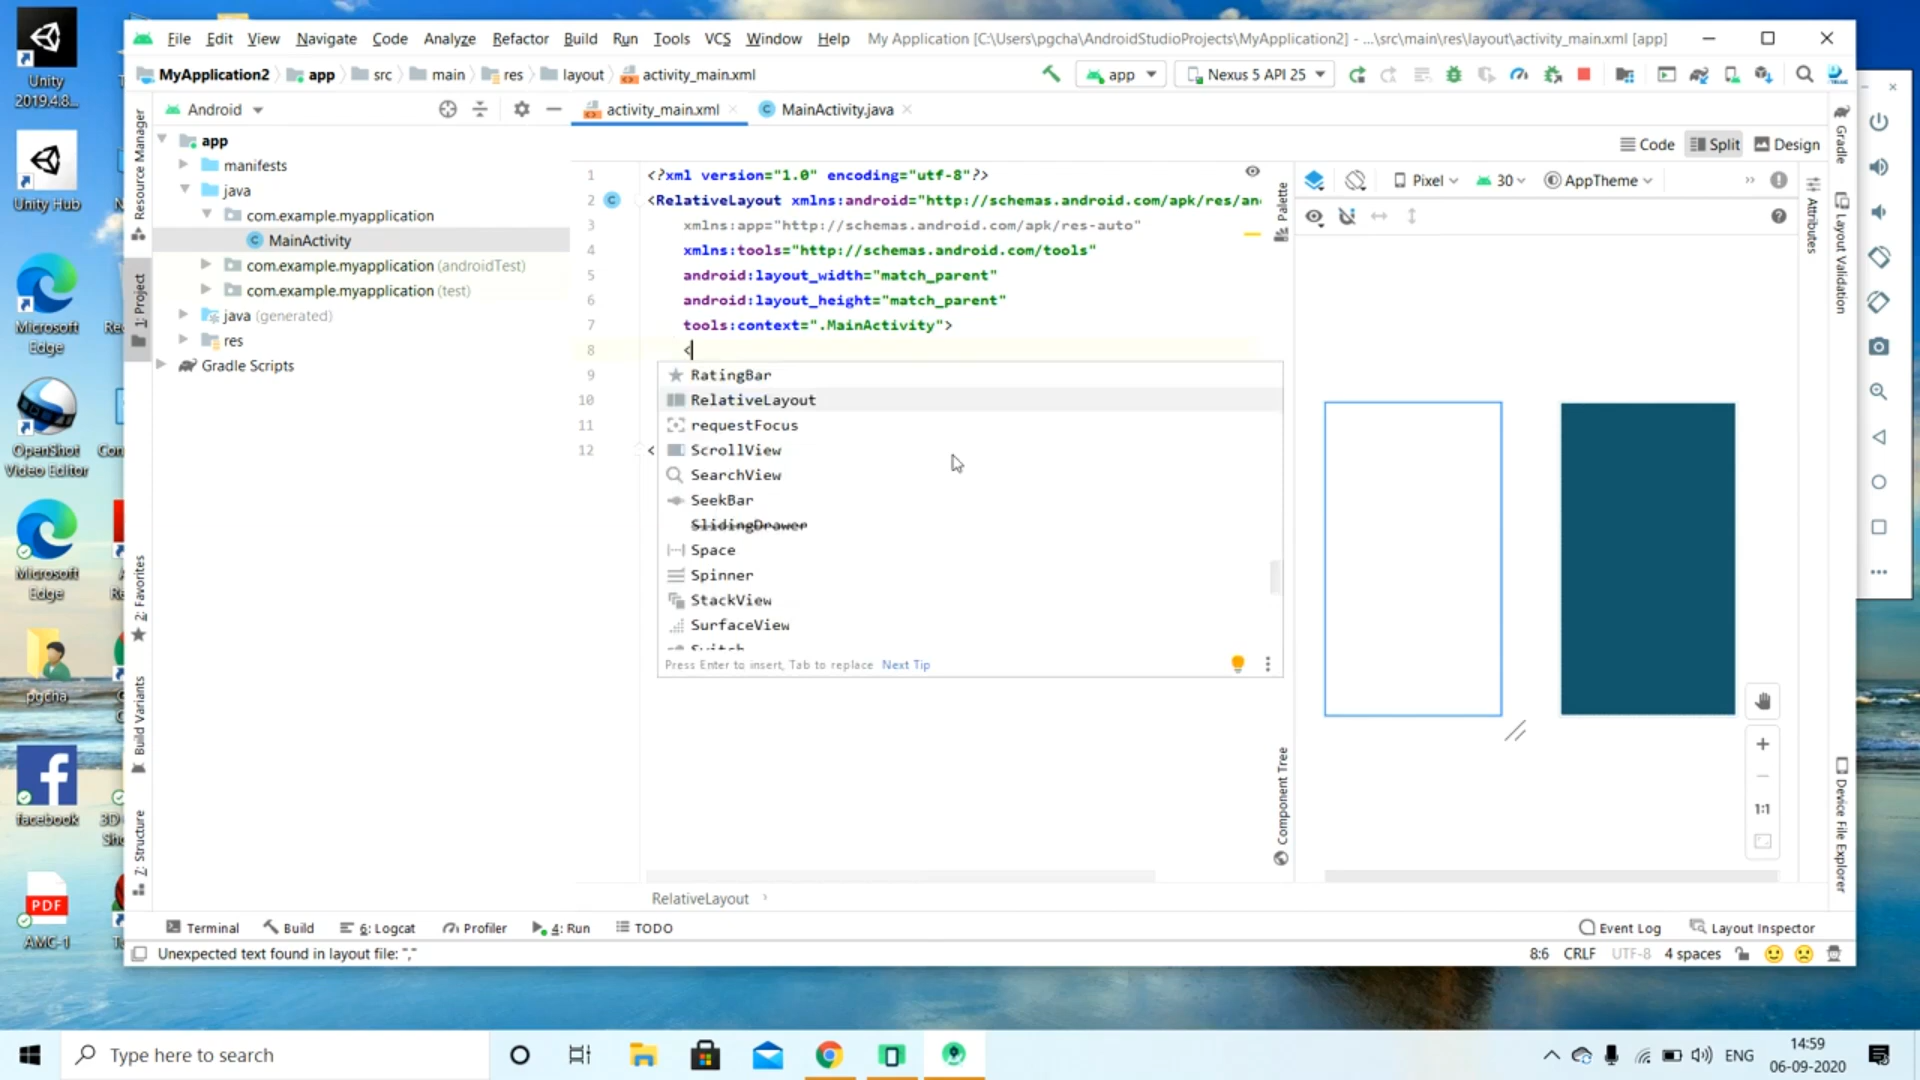 File Edit View Navigate Code Analyze Refactor Build Run Tools VCS Window Help My Application [C:\Users\pgcha\AndroidStudioProjects\MyApplication2] - ...\src\main\res\layout\activity_main.xml [app]
MyApplication2 app src main res layout activity_main.xml app Nexus 5 API 25
Android activity_main.xml MainActivity.java
Code Split Design
app
manifests
java
com.example.myapplication
MainActivity
com.example.myapplication (androidTest)
com.example.myapplication (test)
java (generated)
res
Gradle Scripts
Resource Manager
1: Project
2: Favorites
Build Variants
Z: Structure
1 <?xml version="1.0" encoding="utf-8"?>
2 <RelativeLayout xmlns:android="http://schemas.android.com/apk/res/an
3 xmlns:app="http://schemas.android.com/apk/res-auto"
4 xmlns:tools="http://schemas.android.com/tools"
5 android:layout_width="match_parent"
6 android:layout_height="match_parent"
7 tools:context=".MainActivity">
8 <
9
10
11
12 <
RatingBar
RelativeLayout
requestFocus
ScrollView
SearchView
SeekBar
SlidingDrawer
Space
Spinner
StackView
SurfaceView
Switch
Press Enter to insert, Tab to replace Next Tip
Palette
Component Tree
Pixel 30 AppTheme
Attributes
1:1
Gradle
Layout Validation
Device File Explorer
RelativeLayout
Terminal Build 6: Logcat Profiler 4: Run TODO Event Log Layout Inspector
Unexpected text found in layout file: "," 8:6 CRLF UTF-8 4 spaces
Unity
2019.4.8...
Unity Hub
Microsoft
Edge
OpenShot
Video Editor
Microsoft
Edge
pgcha
facebook
3D
PDF
AMC-1
Type here to search
ENG
14:59
06-09-2020